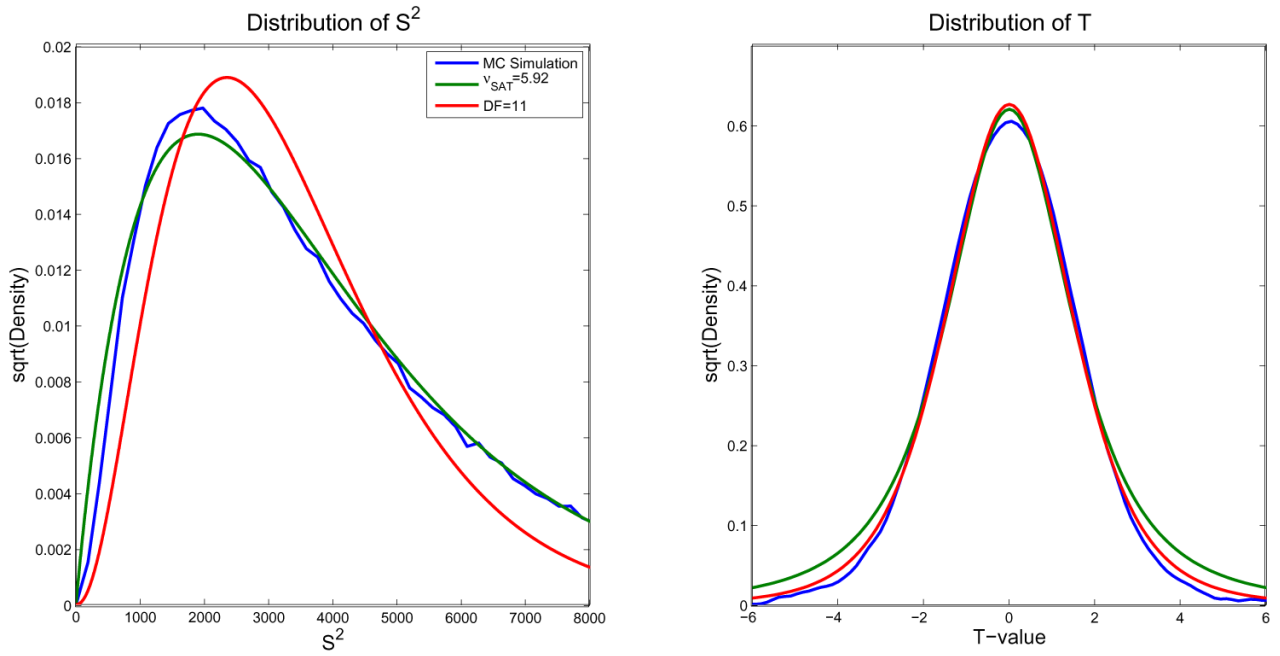 Distribution of S²
sqrt(Density)
0.02
0.018
0.016
0.014
0.012
0.01
0.008
0.006
0.004
0.002
0
0 1000 2000 3000 4000 5000 6000 7000 8000
S²
MC Simulation
νSAT=5.92
DF=11
Distribution of T
sqrt(Density)
0.6
0.5
0.4
0.3
0.2
0.1
0
−6 −4 −2 0 2 4 6
T−value